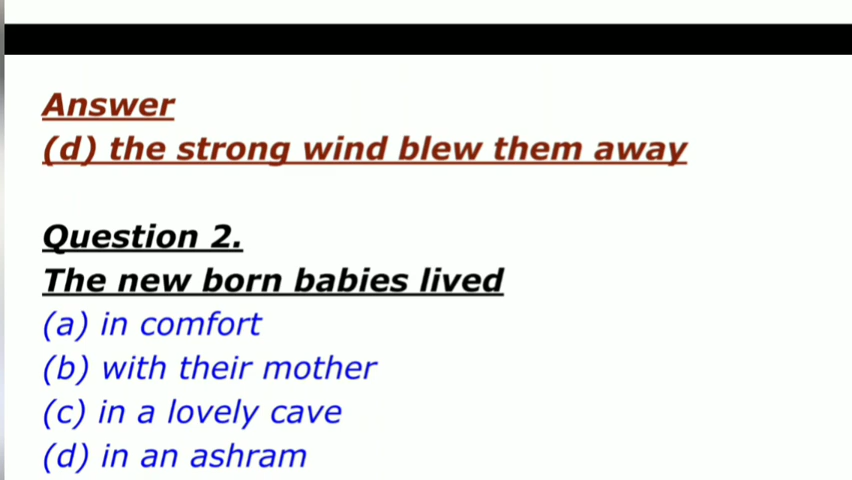 Answer
(d) the strong wind blew them away
Question 2.
The new born babies lived
(a) in comfort
(b) with their mother
(c) in a lovely cave
(d) in an ashram